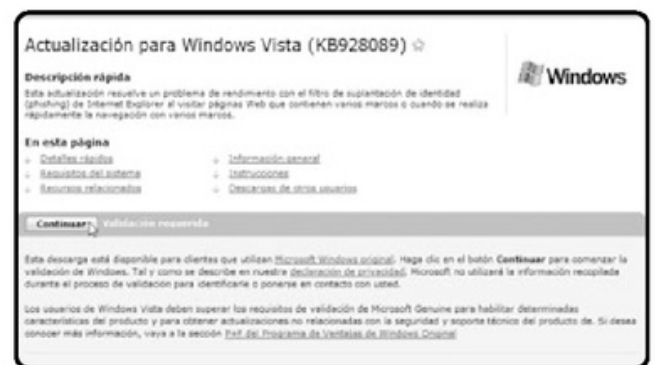 Actualización para Windows Vista (KB928089) ☆
Windows
Descripción rápida
Esta actualización resuelve un problema de rendimiento con el filtro de suplantación de identidad
(phishing) de Internet Explorer al visitar páginas Web que contienen varios marcos o cuando se realiza
rápidamente la navegación con varios marcos.
En esta página
↓ Detalles rápidos
↓ Información general
↓ Requisitos del sistema
↓ Instrucciones
↓ Recursos relacionados
↓ Descargas de otros usuarios
Continuar Validación requerida
Esta descarga está disponible para clientes que utilizan Microsoft Windows original. Haga clic en el botón Continuar para comenzar la
validación de Windows. Tal y como se describe en nuestra declaración de privacidad, Microsoft no utilizará la información recopilada
durante el proceso de validación para identificarle o ponerse en contacto con usted.
Los usuarios de Windows Vista deben superar los requisitos de validación de Microsoft Genuine para habilitar determinadas
características del producto y para obtener actualizaciones no relacionadas con la seguridad y soporte técnico del producto de. Si desea
conocer más información, vaya a la sección P+F del Programa de Ventajas de Windows Original